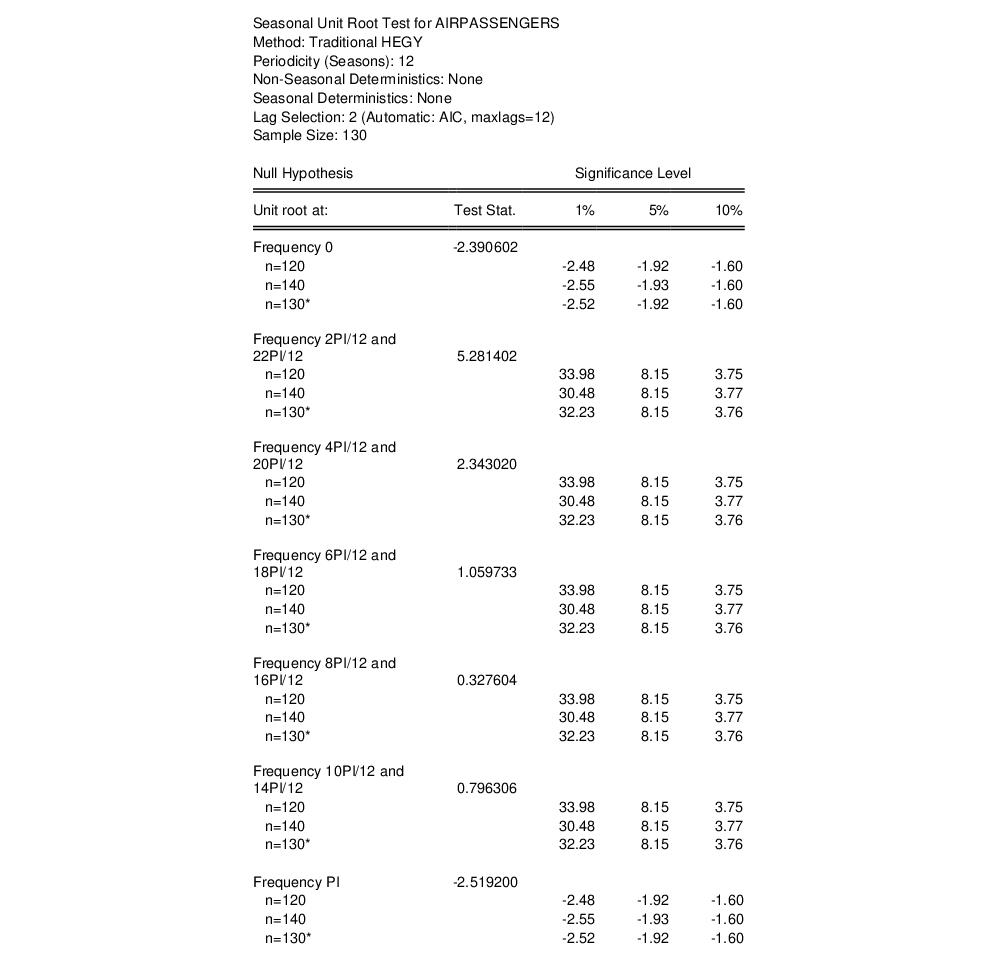 Seasonal Unit Root Test for AIRPASSENGERS
Method: Traditional HEGY
Periodicity (Seasons): 12
Non-Seasonal Deterministics: None
Seasonal Deterministics: None
Lag Selection: 2 (Automatic: AIC, maxlags=12)
Sample Size: 130
Null Hypothesis Significance Level
Unit root at: Test Stat. 1% 5% 10%
Frequency 0 -2.390602
n=120 -2.48 -1.92 -1.60
n=140 -2.55 -1.93 -1.60
n=130* -2.52 -1.92 -1.60
Frequency 2PI/12 and
22PI/12 5.281402
n=120 33.98 8.15 3.75
n=140 30.48 8.15 3.77
n=130* 32.23 8.15 3.76
Frequency 4PI/12 and
20PI/12 2.343020
n=120 33.98 8.15 3.75
n=140 30.48 8.15 3.77
n=130* 32.23 8.15 3.76
Frequency 6PI/12 and
18PI/12 1.059733
n=120 33.98 8.15 3.75
n=140 30.48 8.15 3.77
n=130* 32.23 8.15 3.76
Frequency 8PI/12 and
16PI/12 0.327604
n=120 33.98 8.15 3.75
n=140 30.48 8.15 3.77
n=130* 32.23 8.15 3.76
Frequency 10PI/12 and
14PI/12 0.796306
n=120 33.98 8.15 3.75
n=140 30.48 8.15 3.77
n=130* 32.23 8.15 3.76
Frequency PI -2.519200
n=120 -2.48 -1.92 -1.60
n=140 -2.55 -1.93 -1.60
n=130* -2.52 -1.92 -1.60